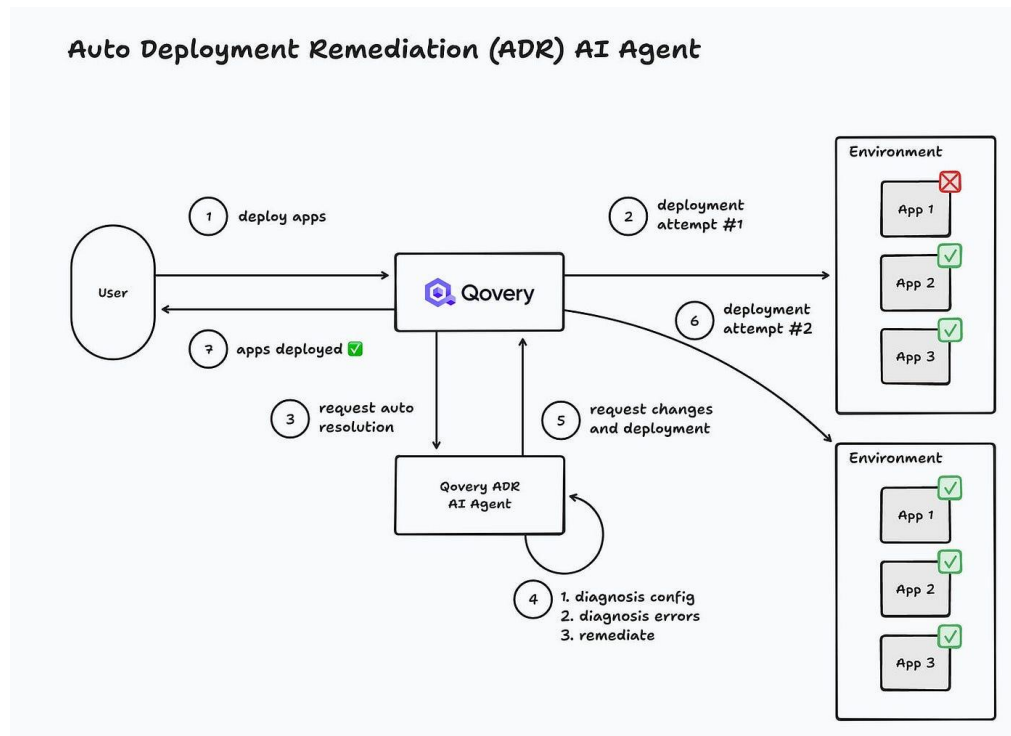 Auto Deployment Remediation (ADR) AI Agent
1
deploy apps
2
deployment
attempt #1
User
Qovery
7
apps deployed ✅
6
deployment
attempt #2
3
request auto
resolution
5
request changes
and deployment
Qovery ADR
AI Agent
4
1. diagnosis config
2. diagnosis errors
3. remediate
Environment
App 1
App 2
App 3
Environment
App 1
App 2
App 3